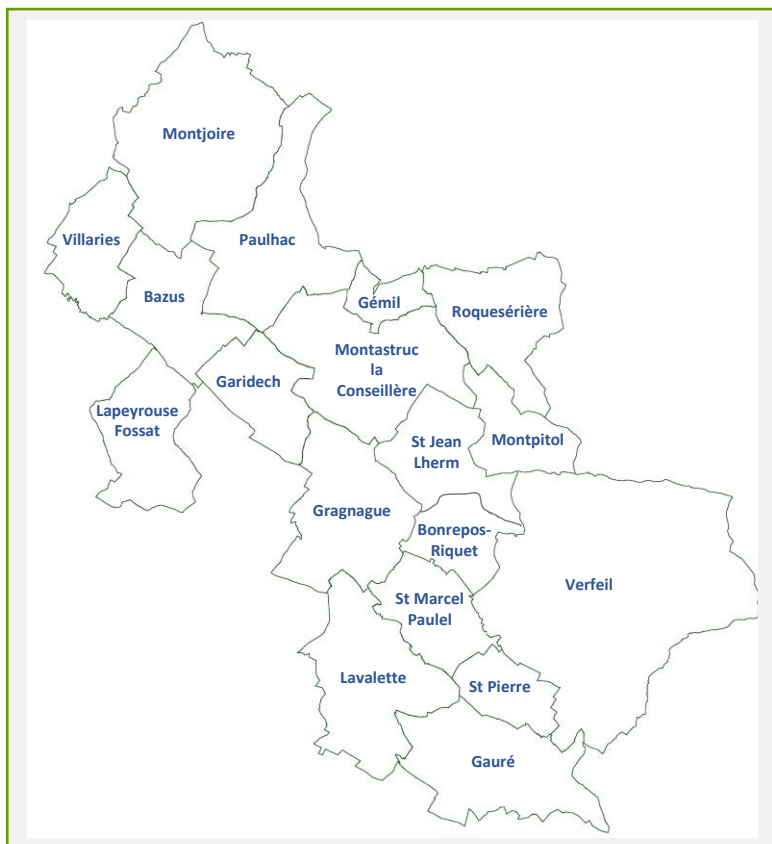 Montjoire
Villaries
Paulhac
Bazus
Gémil
Roquesérière
Montastruc
la
Conseillère
Garidech
Lapeyrouse
Fossat
St Jean
Lherm
Montpitol
Gragnague
Bonrepos-
Riquet
Verfeil
St Marcel
Paulel
Lavalette
St Pierre
Gauré